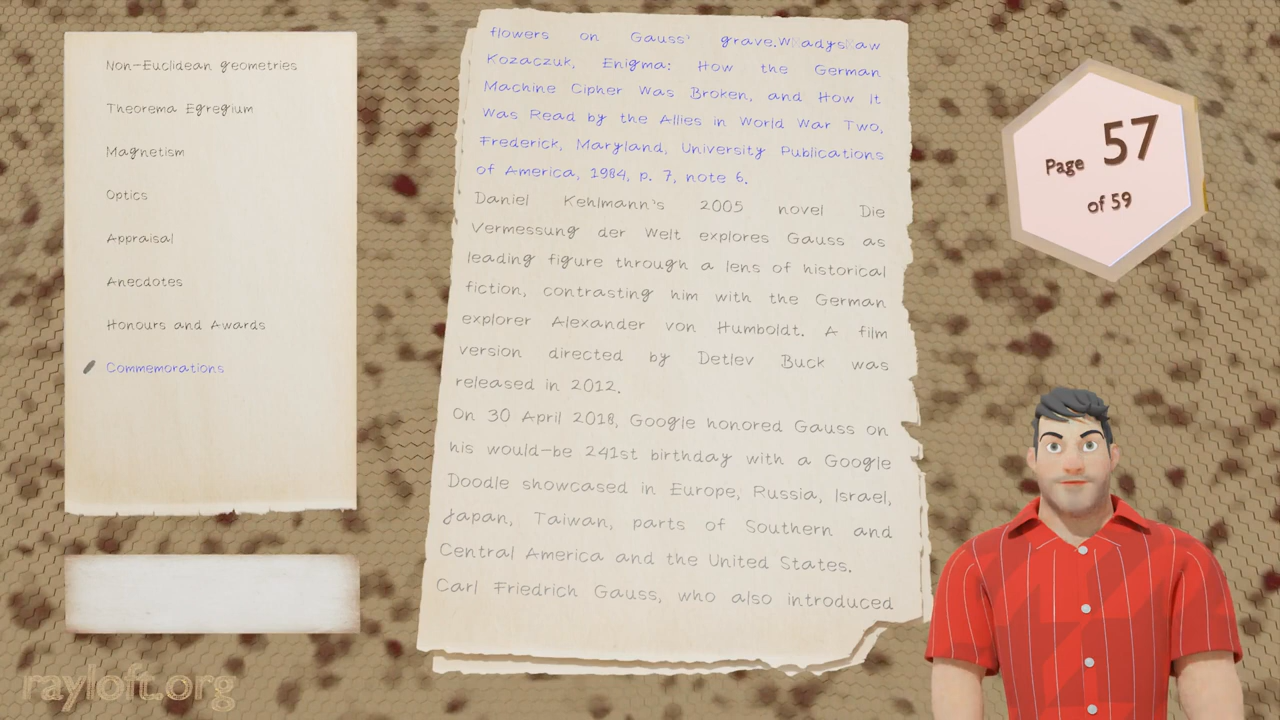 Non-Euclidean geometries
Theorema Egregium
Magnetism
Optics
Appraisal
Anecdotes
Honours and Awards
Commemorations
flowers on Gauss' grave.
Kozaczuk, Enigma: How the German
Machine Cipher Was Broken, and How It
Was Read by the Allies in World War Two,
Frederick, Maryland, University Publications
of America, 1984, p. 7, note 6.
Daniel Kehlmann's 2005 novel Die
Vermessung der Welt explores Gauss as
leading figure through a lens of historical
fiction, contrasting him with the German
explorer Alexander von Humboldt. A film
version directed by Detlev Buck was
released in 2012.
On 30 April 2018, Google honored Gauss on
his would-be 241st birthday with a Google
Doodle showcased in Europe, Russia, Israel,
Japan, Taiwan, parts of Southern and
Central America and the United States.
Carl Friedrich Gauss, who also introduced
Page 57
of 59
rayloft.org